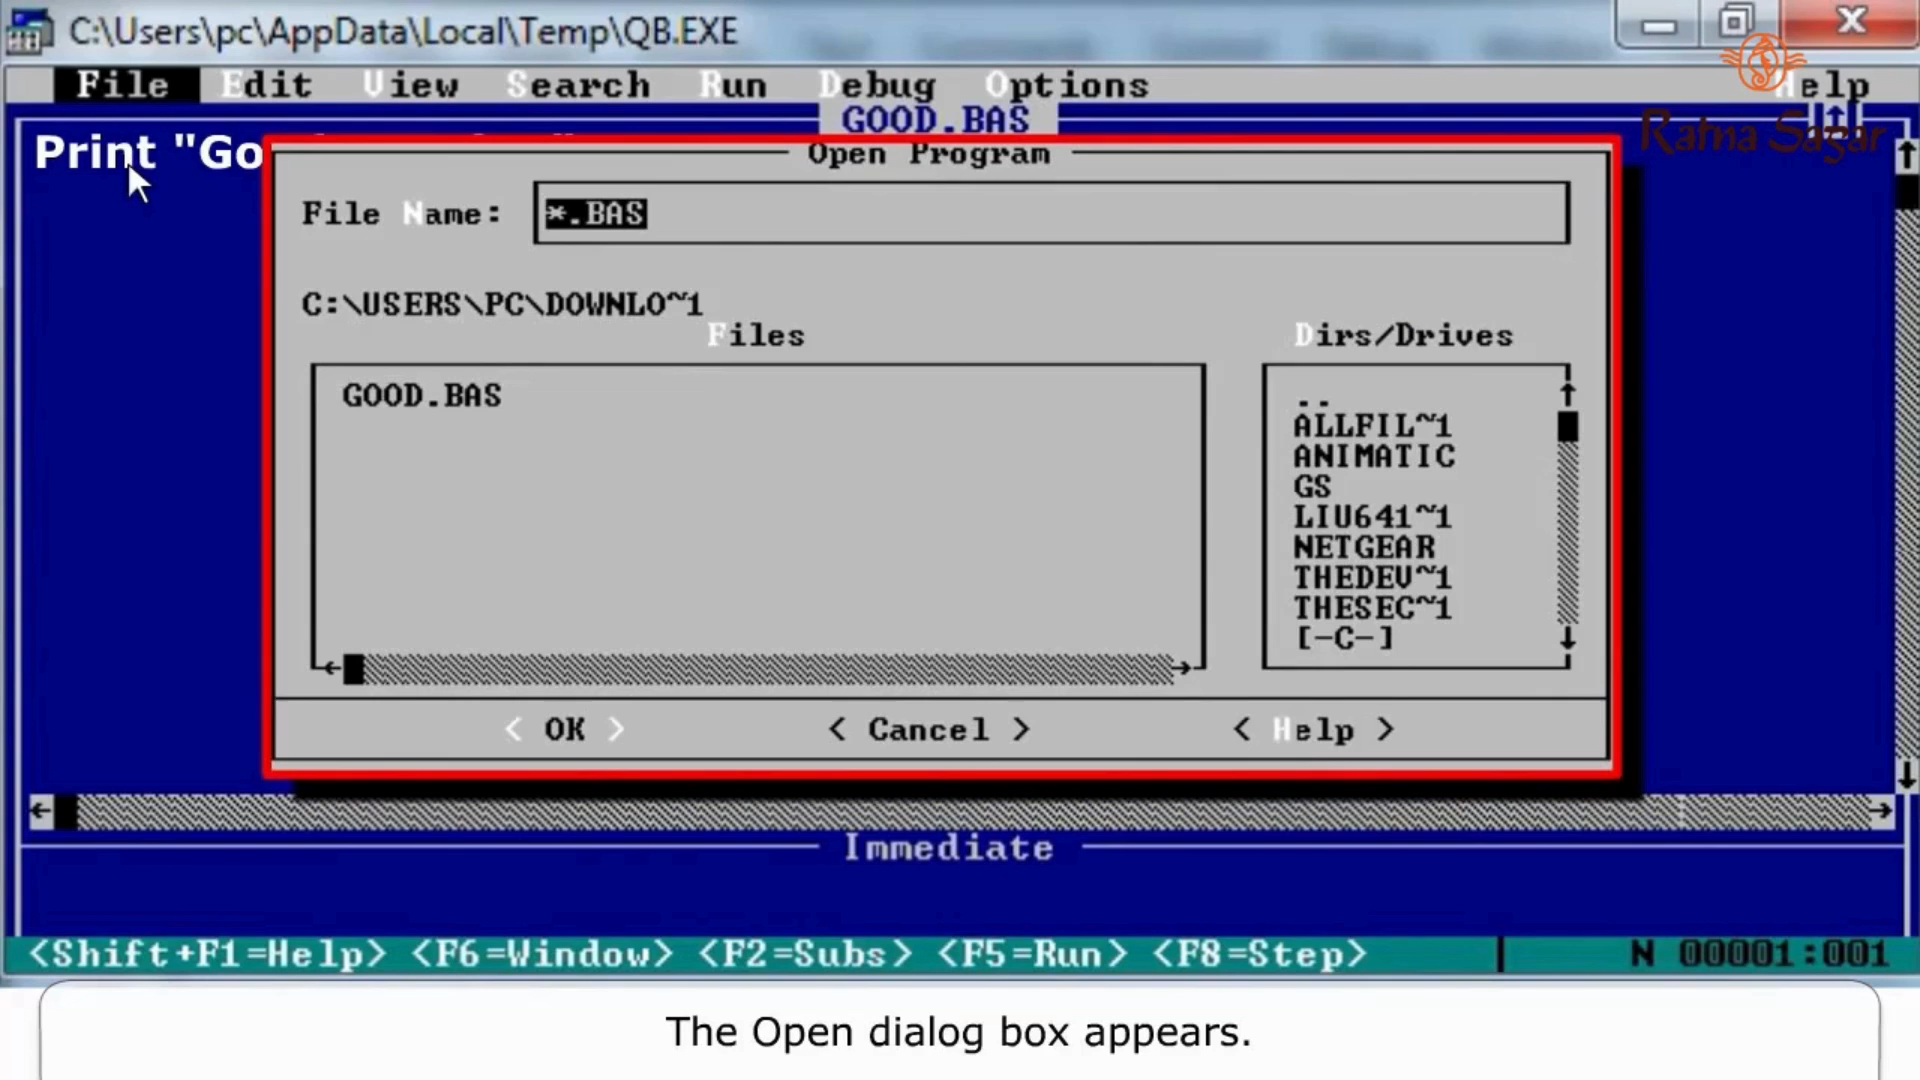 C:\Users\pc\AppData\Local\Temp\QB.EXE
File Edit View Search Run Debug Options Help
GOOD.BAS
Ratna Sagar
Print "Go
Open Program
File Name: *.BAS
C:\USERS\PC\DOWNLO~1
Files
Dirs/Drives
GOOD.BAS
..
ALLFIL~1
ANIMATIC
GS
LIU641~1
NETGEAR
THEDEV~1
THESEC~1
[-C-]
< OK > < Cancel > < Help >
Immediate
<Shift+F1=Help> <F6=Window> <F2=Subs> <F5=Run> <F8=Step> N 00001:001
The Open dialog box appears.